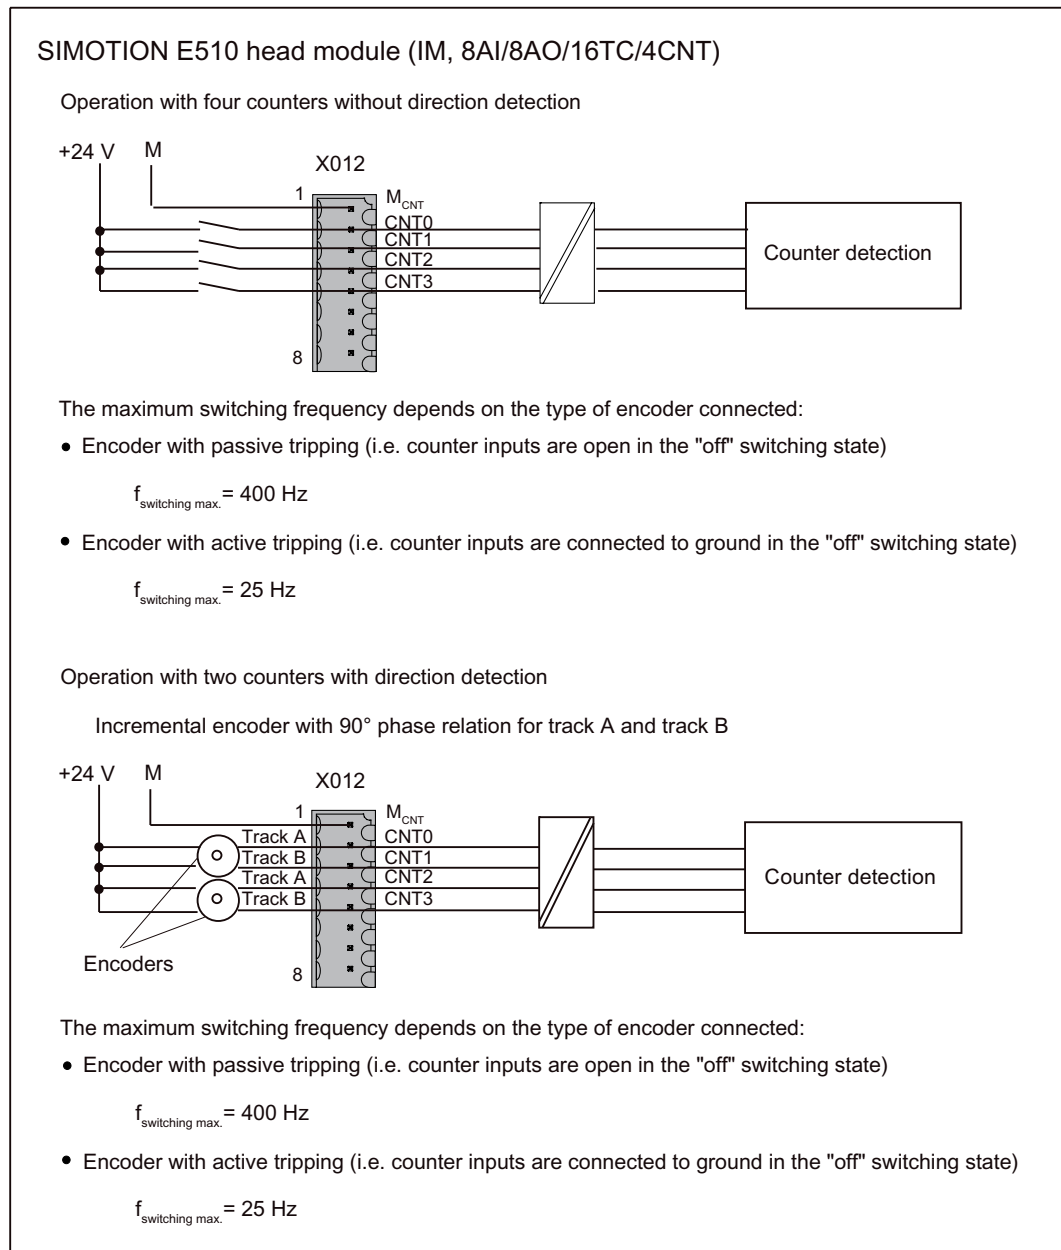 SIMOTION E510 head module (IM, 8AI/8AO/16TC/4CNT)
Operation with four counters without direction detection
+24 V M
X012
1 MCNT
CNT0
CNT1
CNT2
CNT3
Counter detection
8
The maximum switching frequency depends on the type of encoder connected:
• Encoder with passive tripping (i.e. counter inputs are open in the "off" switching state)
fswitching max.= 400 Hz
• Encoder with active tripping (i.e. counter inputs are connected to ground in the "off" switching state)
fswitching max.= 25 Hz
Operation with two counters with direction detection
Incremental encoder with 90° phase relation for track A and track B
+24 V M
X012
1 MCNT
Track A CNT0
Track B CNT1
Track A CNT2
Track B CNT3
Counter detection
Encoders
8
The maximum switching frequency depends on the type of encoder connected:
• Encoder with passive tripping (i.e. counter inputs are open in the "off" switching state)
fswitching max.= 400 Hz
• Encoder with active tripping (i.e. counter inputs are connected to ground in the "off" switching state)
fswitching max.= 25 Hz